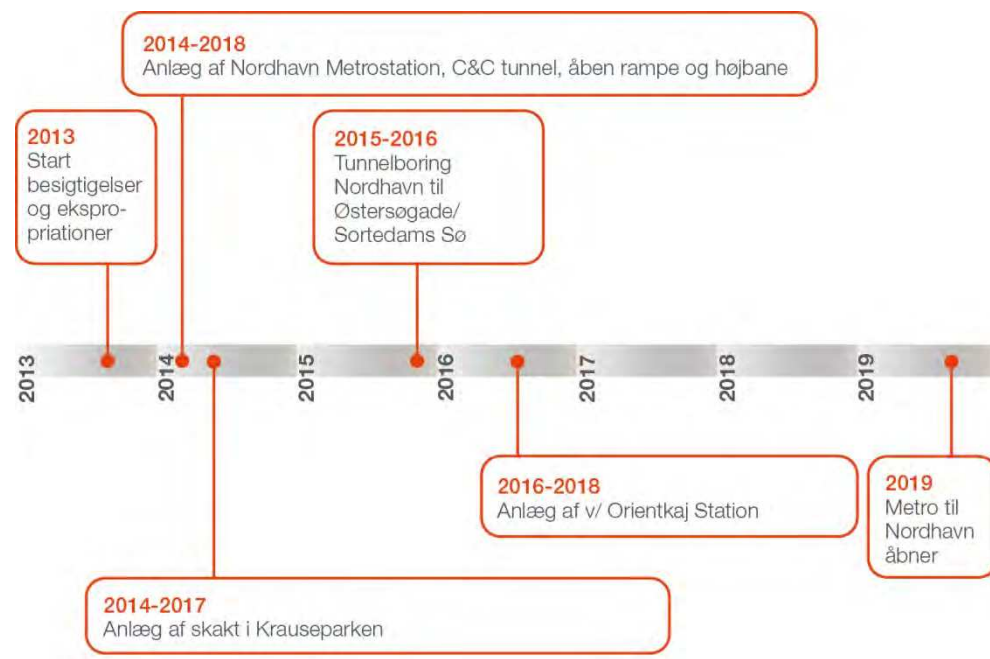 2014-2018
Anlæg af Nordhavn Metrostation, C&C tunnel, åben rampe og højbane
2013
Start
besigtigelser
og ekspro-
priationer
2015-2016
Tunnelboring
Nordhavn til
Østersøgade/
Sortedams Sø
2013
2014
2015
2016
2017
2018
2019
2016-2018
Anlæg af v/ Orientkaj Station
2019
Metro til
Nordhavn
åbner
2014-2017
Anlæg af skakt i Krauseparken